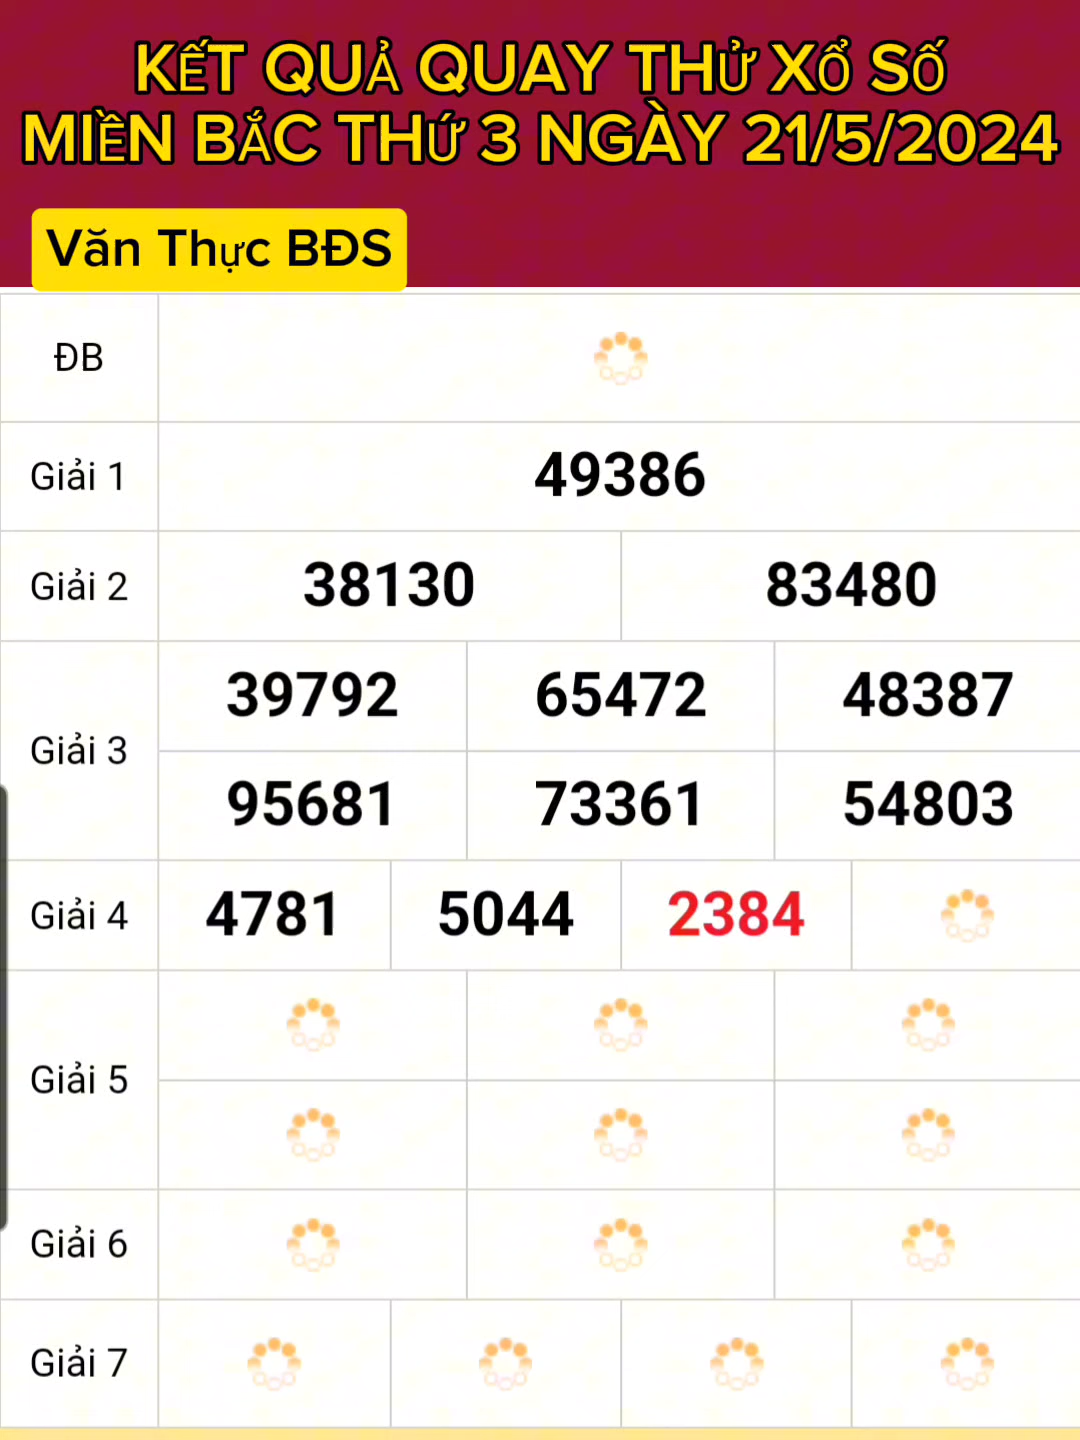 KẾT QUẢ QUAY THỬ XỔ SỐ
MIỀN BẮC THỨ 3 NGÀY 21/5/2024
Văn Thực BĐS
ĐB
Giải 1 49386
Giải 2 38130 83480
Giải 3 39792 65472 48387
95681 73361 54803
Giải 4 4781 5044 2384
Giải 5
Giải 6
Giải 7